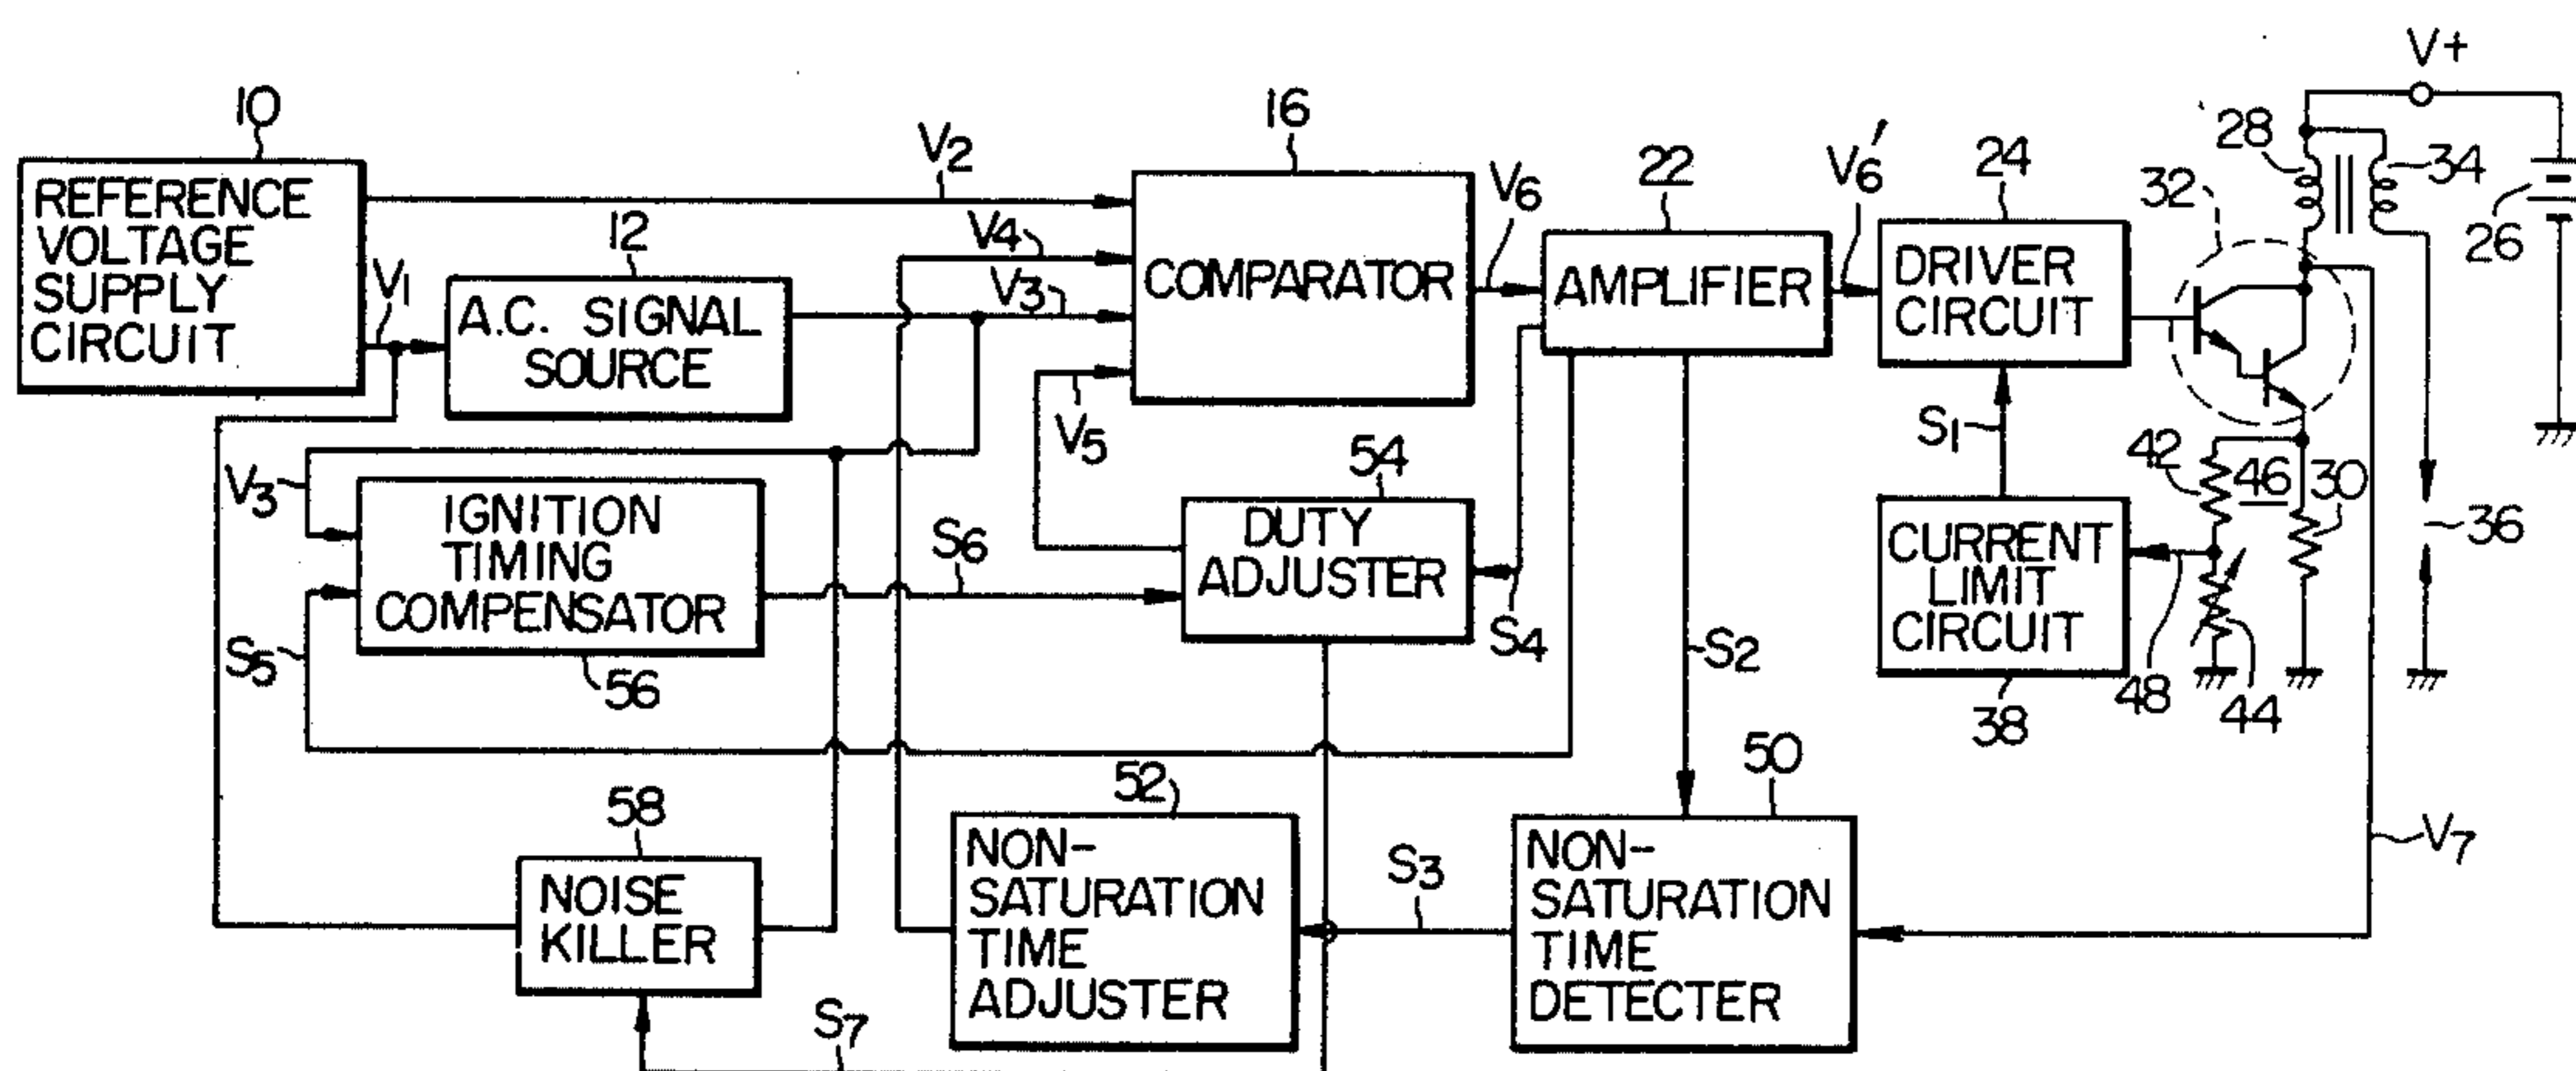 V+
10
REFERENCE
VOLTAGE
SUPPLY
CIRCUIT
V1
12
A.C. SIGNAL
SOURCE
V2
V4
V3
V5
16
COMPARATOR
V6
22
AMPLIFIER
V6'
24
DRIVER
CIRCUIT
32
28
34
26
V3
S5
IGNITION
TIMING
COMPENSATOR
56
S6
54
DUTY
ADJUSTER
S4
S2
S1
CURRENT
LIMIT
CIRCUIT
38
42
46
30
36
48
44
58
NOISE
KILLER
S7
52
NON-
SATURATION
TIME
ADJUSTER
S3
50
NON-
SATURATION
TIME
DETECTER
V7